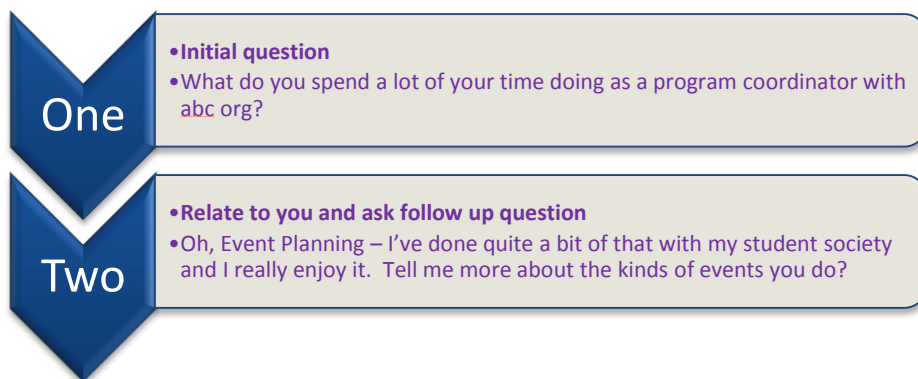 One
•Initial question
•What do you spend a lot of your time doing as a program coordinator with
abc org?
Two
•Relate to you and ask follow up question
•Oh, Event Planning – I've done quite a bit of that with my student society
and I really enjoy it.  Tell me more about the kinds of events you do?